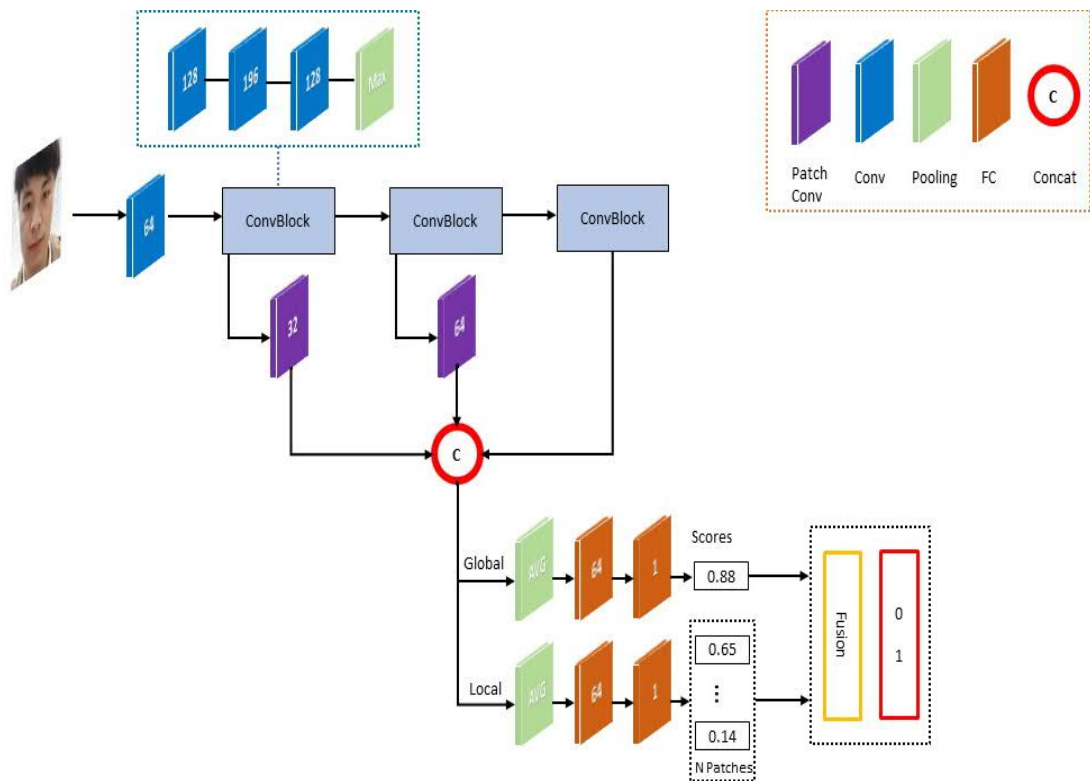 128
196
128
Max
C
Patch
Conv
Conv
Pooling
FC
Concat
64
ConvBlock
ConvBlock
ConvBlock
32
64
C
Global
AVG
64
1
Scores
0.88
Local
AVG
64
1
0.65
⋮
0.14
N Patches
Fusion
0
1